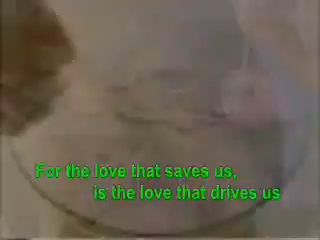 For the love that saves us,
is the love that drives us